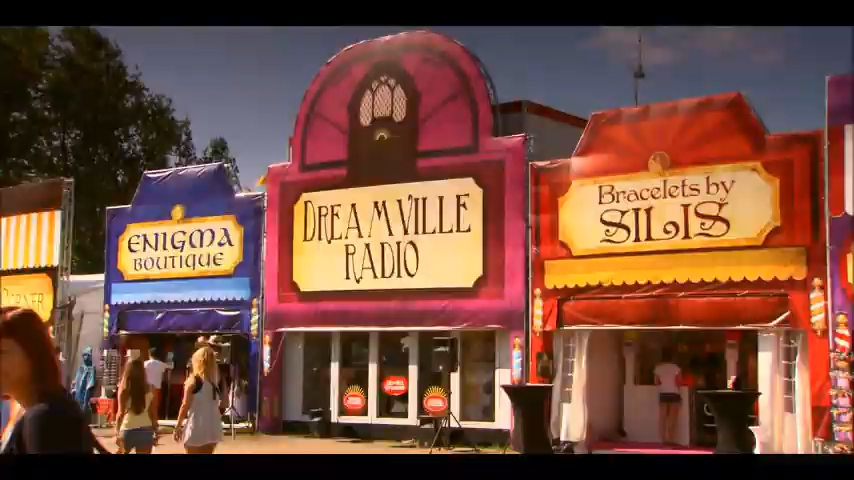 ENIGMA
BOUTIQUE
DREAMVILLE
RADIO
Bracelets by
SILIS